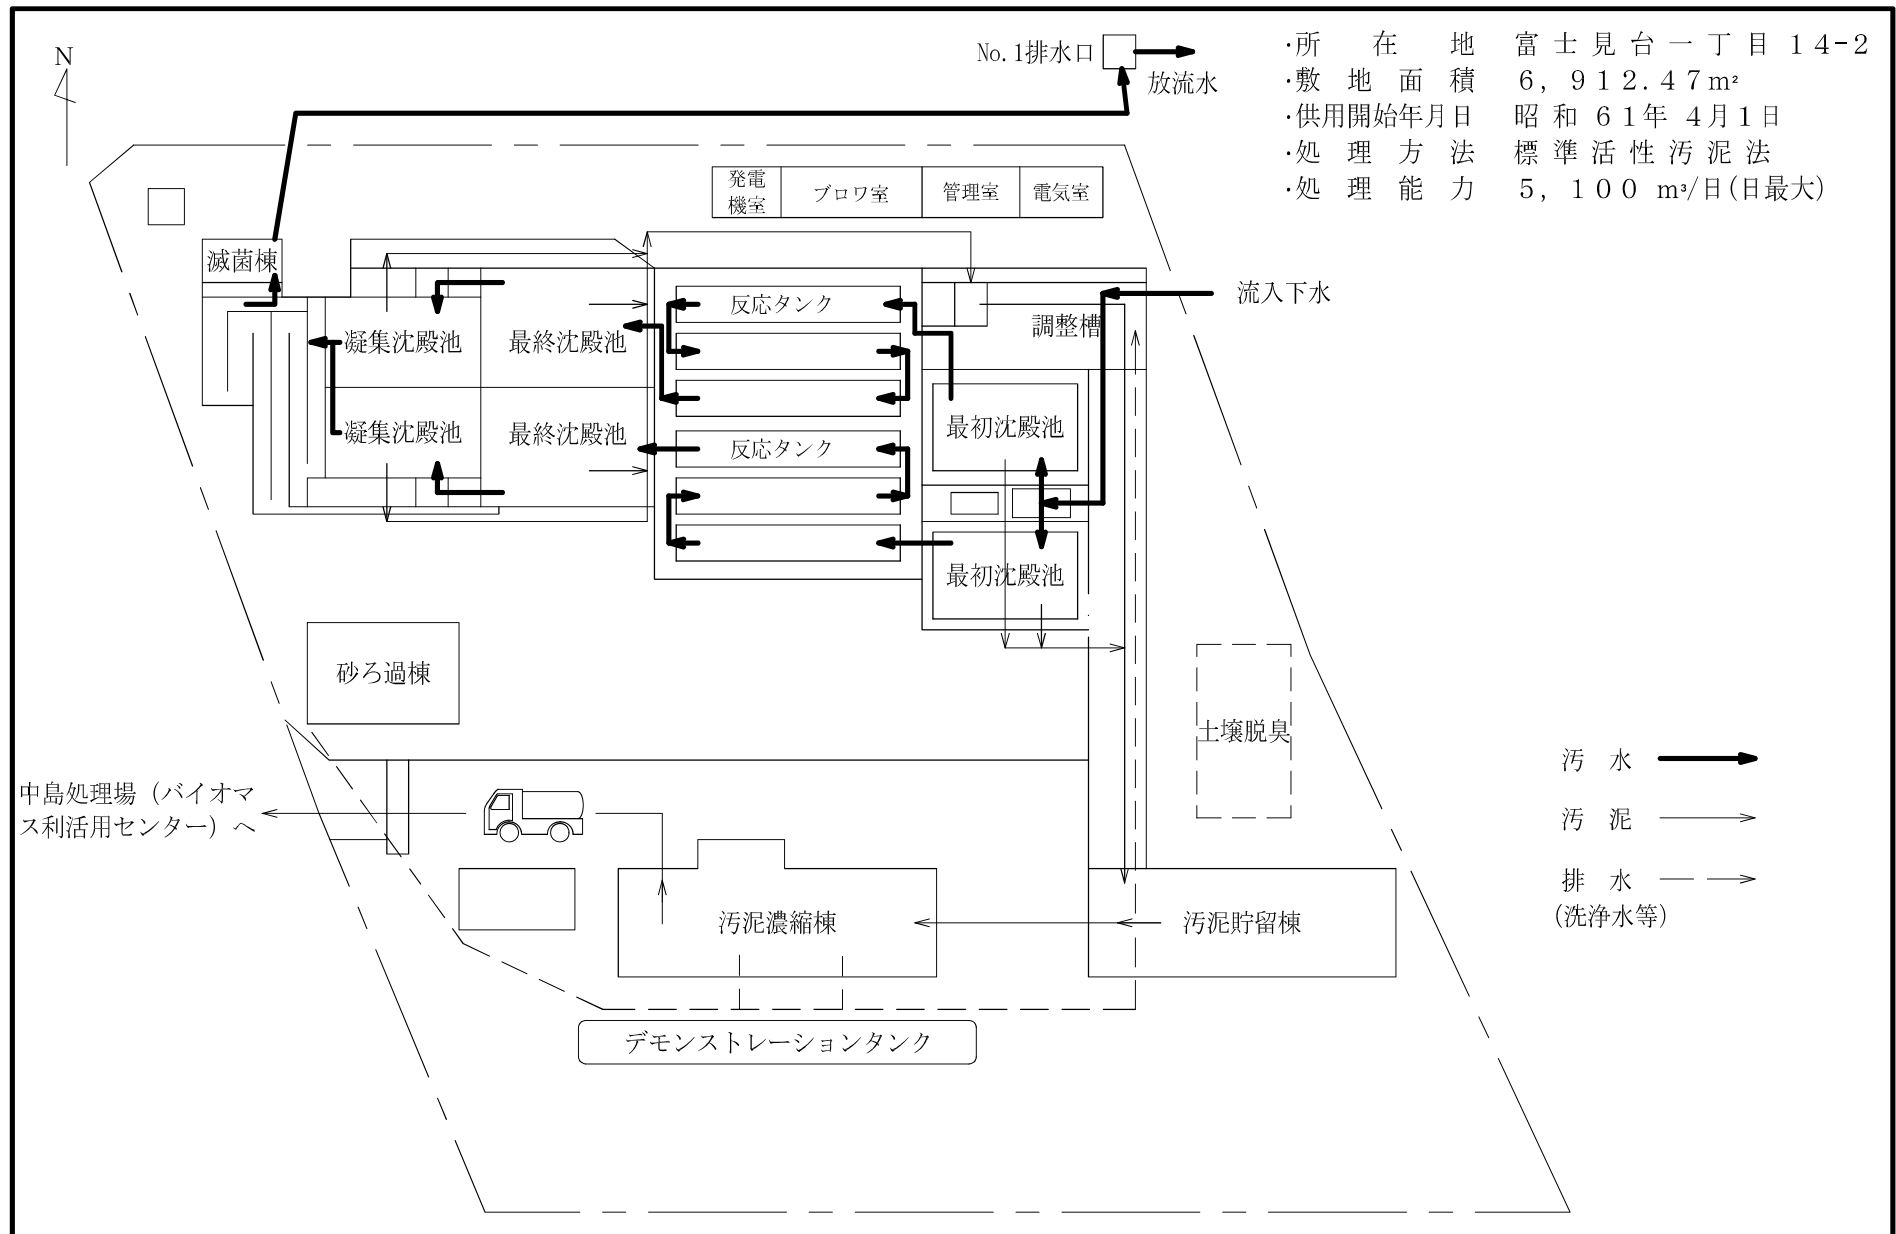 N
No.1排水口
放流水
・所在地 富士見台一丁目14-2
・敷地面積 6,912.47m²
・供用開始年月日 昭和61年4月1日
・処理方法 標準活性汚泥法
・処理能力 5,100 m³/日(日最大)
発電
機室
ブロワ室
管理室
電気室
滅菌棟
反応タンク
流入下水
調整槽
凝集沈殿池
最終沈殿池
凝集沈殿池
最終沈殿池
反応タンク
最初沈殿池
最初沈殿池
砂ろ過棟
土壌脱臭
中島処理場(バイオマ
ス利活用センター)へ
汚水
汚泥
排水
(洗浄水等)
汚泥濃縮棟
汚泥貯留棟
デモンストレーションタンク